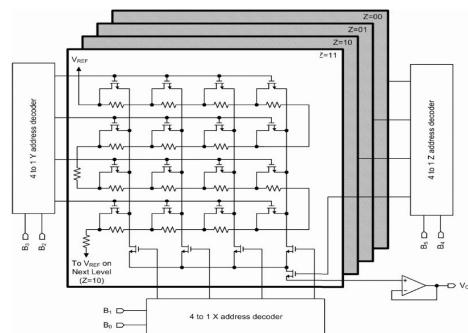 Z=00
Z=01
Z=10
Z=11
VREF
4 to 1 Y address decoder
B3
B2
To VREF on
Next Level
(Z=10)
4 to 1 Z address decoder
B5
B4
B1
B0
4 to 1 X address decoder
+
-